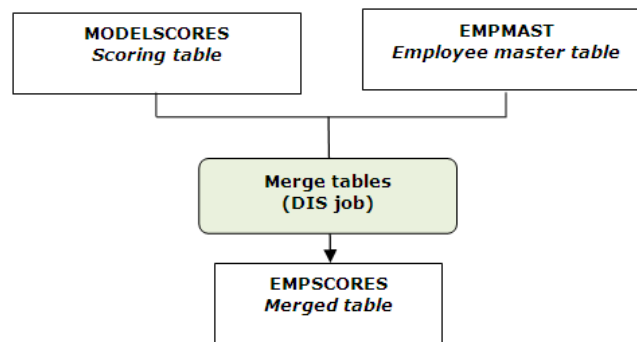 MODELSCORES
Scoring table
EMPMAST
Employee master table
Merge tables
(DIS job)
EMPSCORES
Merged table